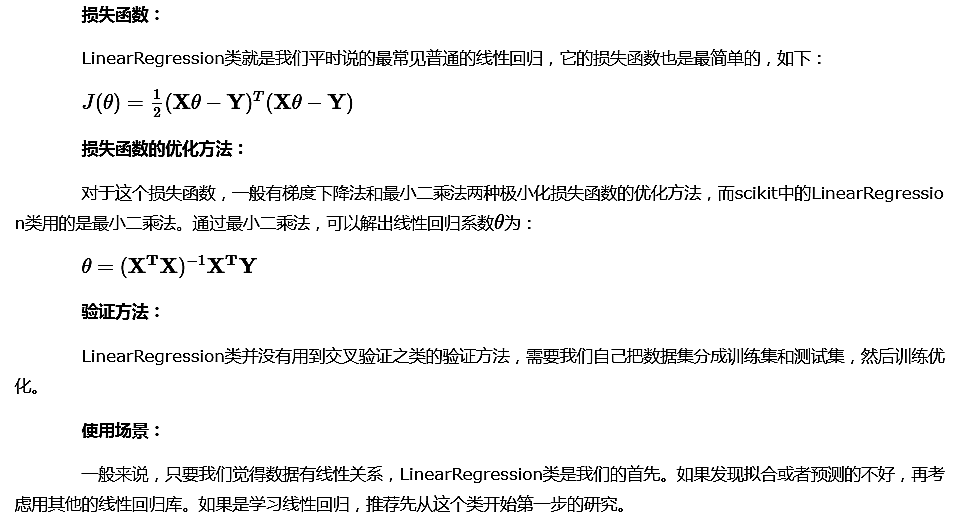 损失函数：
LinearRegression类就是我们平时说的最常见普通的线性回归，它的损失函数也是最简单的，如下：
J(θ) = 1/2(Xθ − Y)^T(Xθ − Y)
损失函数的优化方法：
对于这个损失函数，一般有梯度下降法和最小二乘法两种极小化损失函数的优化方法，而scikit中的LinearRegressio
n类用的是最小二乘法。通过最小二乘法，可以解出线性回归系数θ为：
θ = (X^TX)^−1X^TY
验证方法：
LinearRegression类并没有用到交叉验证之类的验证方法，需要我们自己把数据集分成训练集和测试集，然后训练优
化。
使用场景：
一般来说，只要我们觉得数据有线性关系，LinearRegression类是我们的首先。如果发现拟合或者预测的不好，再考
虑用其他的线性回归库。如果是学习线性回归，推荐先从这个类开始第一步的研究。